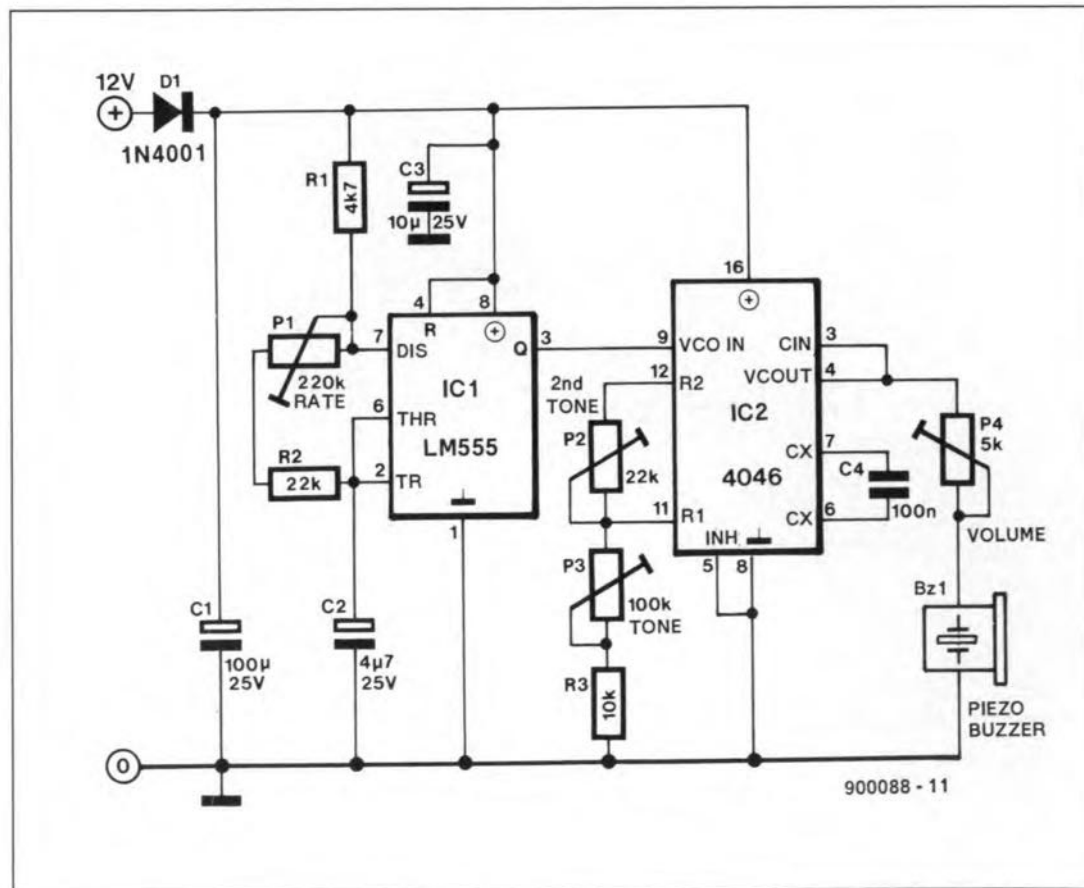 12V
D1
+
1N4001
R1
4k7
C3
10µ 25V
P1
220k
RATE
R2
22k
4
8
R
+
7
DIS
Q
3
6
THR
IC1
LM555
2
TR
1
C1
100µ
25V
C2
4µ7
25V
16
+
9
VCO IN
CIN
3
12
R2
VCOUT
4
2nd
TONE
P2
22k
IC2
4046
CX
7
11
R1
CX
6
INH
5
8
C4
100n
P3
100k
TONE
R3
10k
P4
5k
VOLUME
Bz1
PIEZO
BUZZER
0
900088 - 11